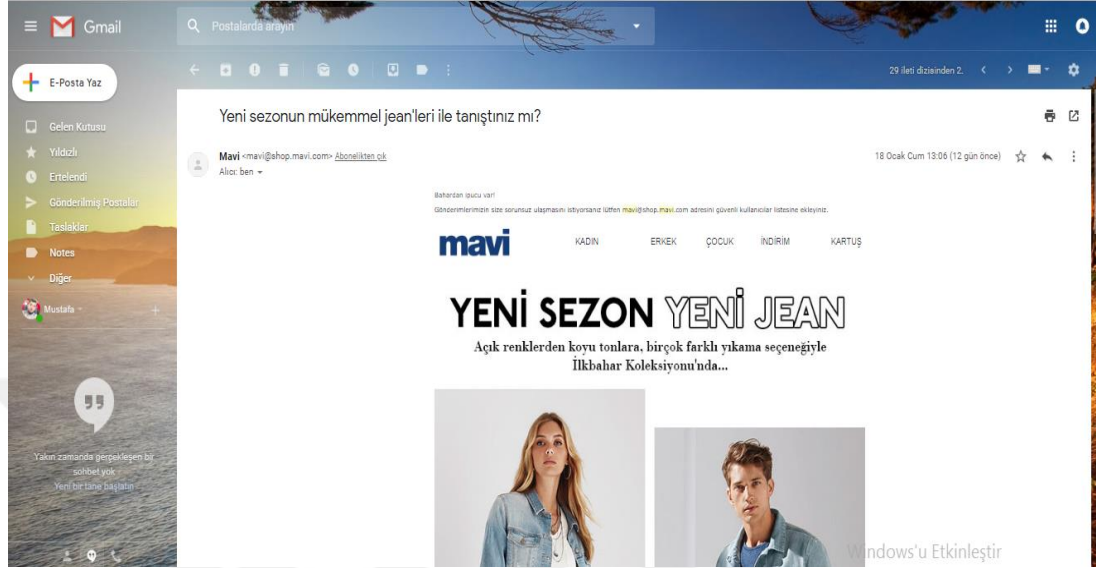 Gmail
Postalarda arayın
E-Posta Yaz
29 ileti dizisinden 2.
Gelen Kutusu
Yıldızlı
Ertelendi
Gönderilmiş Postalar
Taslaklar
Notes
Diğer
Mustafa
Yakın zamanda gerçekleşen bir
sohbet yok
Yeni bir tane başlatın
Yeni sezonun mükemmel jean'leri ile tanıştınız mı?
Mavi <mavi@shop.mavi.com> Abonelikten çık
18 Ocak Cum 13:06 (12 gün önce)
Alıcı: ben
Bahardan ipucu var!
Gönderimlerimizin size sorunsuz ulaşmasını istiyorsanız lütfen mavi@shop.mavi.com adresini güvenli kullanıcılar listesine ekleyiniz.
mavi KADIN ERKEK ÇOCUK İNDİRİM KARTUŞ
YENİ SEZON YENİ JEAN
Açık renklerden koyu tonlara, birçok farklı yıkama seçeneğiyle
İlkbahar Koleksiyonu'nda...
Windows'u Etkinleştir